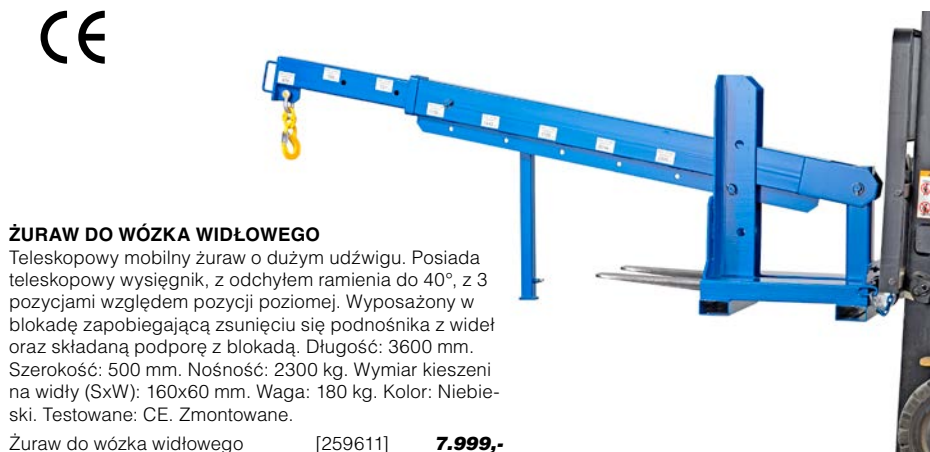 CE
ŻURAW DO WÓZKA WIDŁOWEGO
Teleskopowy mobilny żuraw o dużym udźwigu. Posiada
teleskopowy wysięgnik, z odchyłem ramienia do 40°, z 3
pozycjami względem pozycji poziomej. Wyposażony w
blokadę zapobiegającą zsunięciu się podnośnika z wideł
oraz składaną podporę z blokadą. Długość: 3600 mm.
Szerokość: 500 mm. Nośność: 2300 kg. Wymiar kieszeni
na widły (SxW): 160x60 mm. Waga: 180 kg. Kolor: Niebie-
ski. Testowane: CE. Zmontowane.
Żuraw do wózka widłowego [259611] 7.999,-